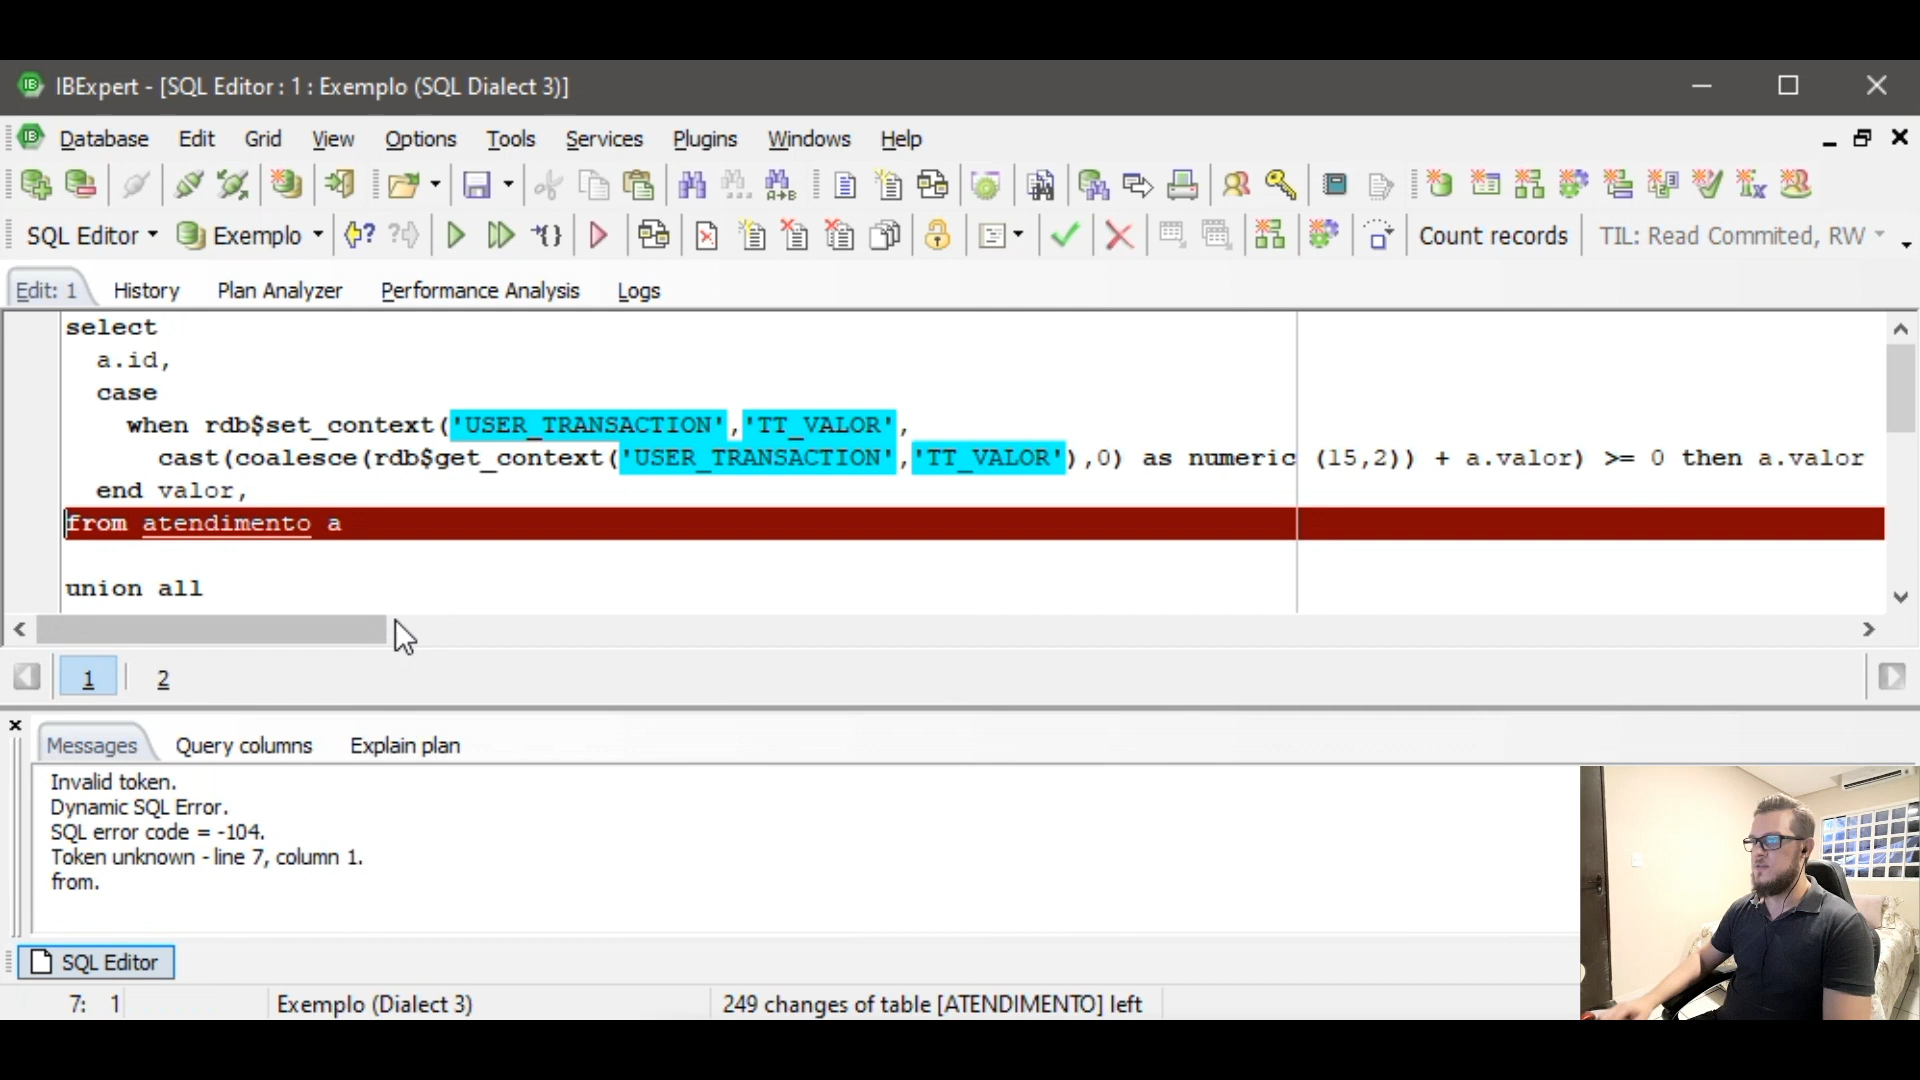 IBExpert - [SQL Editor : 1 : Exemplo (SQL Dialect 3)]
Database Edit Grid View Options Tools Services Plugins Windows Help
SQL Editor Exemplo Count records TIL: Read Commited, RW
Edit: 1 History Plan Analyzer Performance Analysis Logs
select
a.id,
case
when rdb$set_context('USER_TRANSACTION','TT_VALOR',
cast(coalesce(rdb$get_context('USER_TRANSACTION','TT_VALOR'),0) as numeric (15,2)) + a.valor) >= 0 then a.valor
end valor,
from atendimento a
union all
1 2
Messages Query columns Explain plan
Invalid token.
Dynamic SQL Error.
SQL error code = -104.
Token unknown - line 7, column 1.
from.
SQL Editor
7: 1 Exemplo (Dialect 3) 249 changes of table [ATENDIMENTO] left